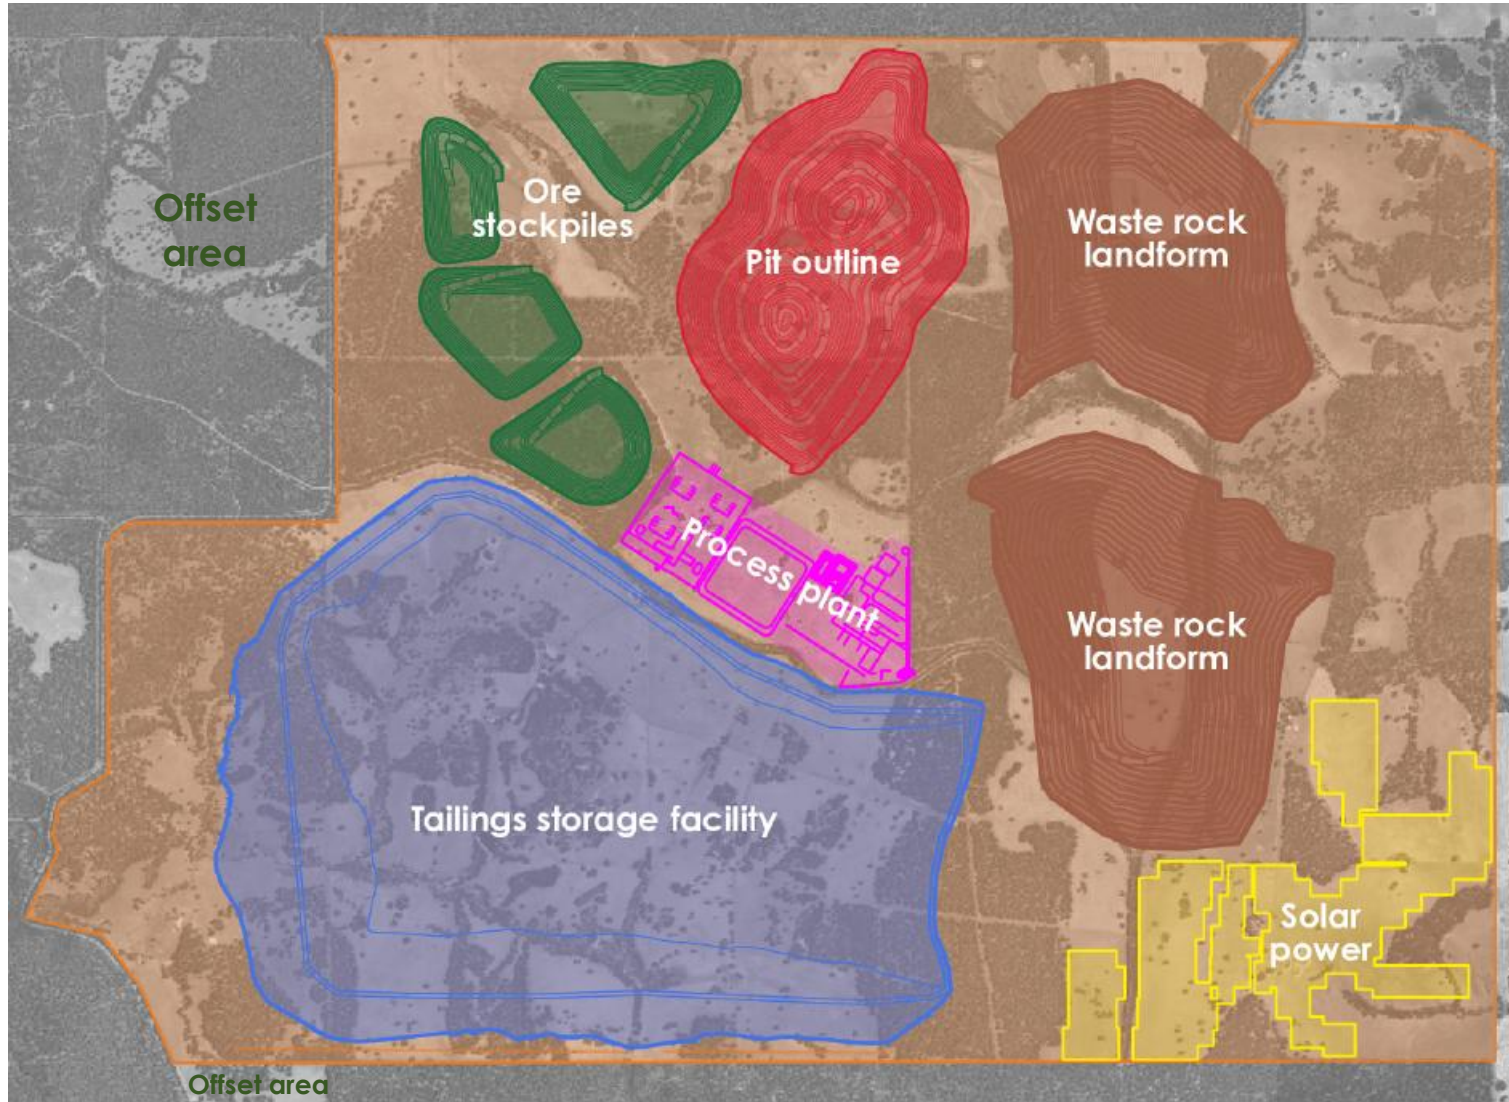 Offset
area
Ore
stockpiles
Pit outline
Waste rock
landform
Process plant
Waste rock
landform
Tailings storage facility
Solar
power
Offset area